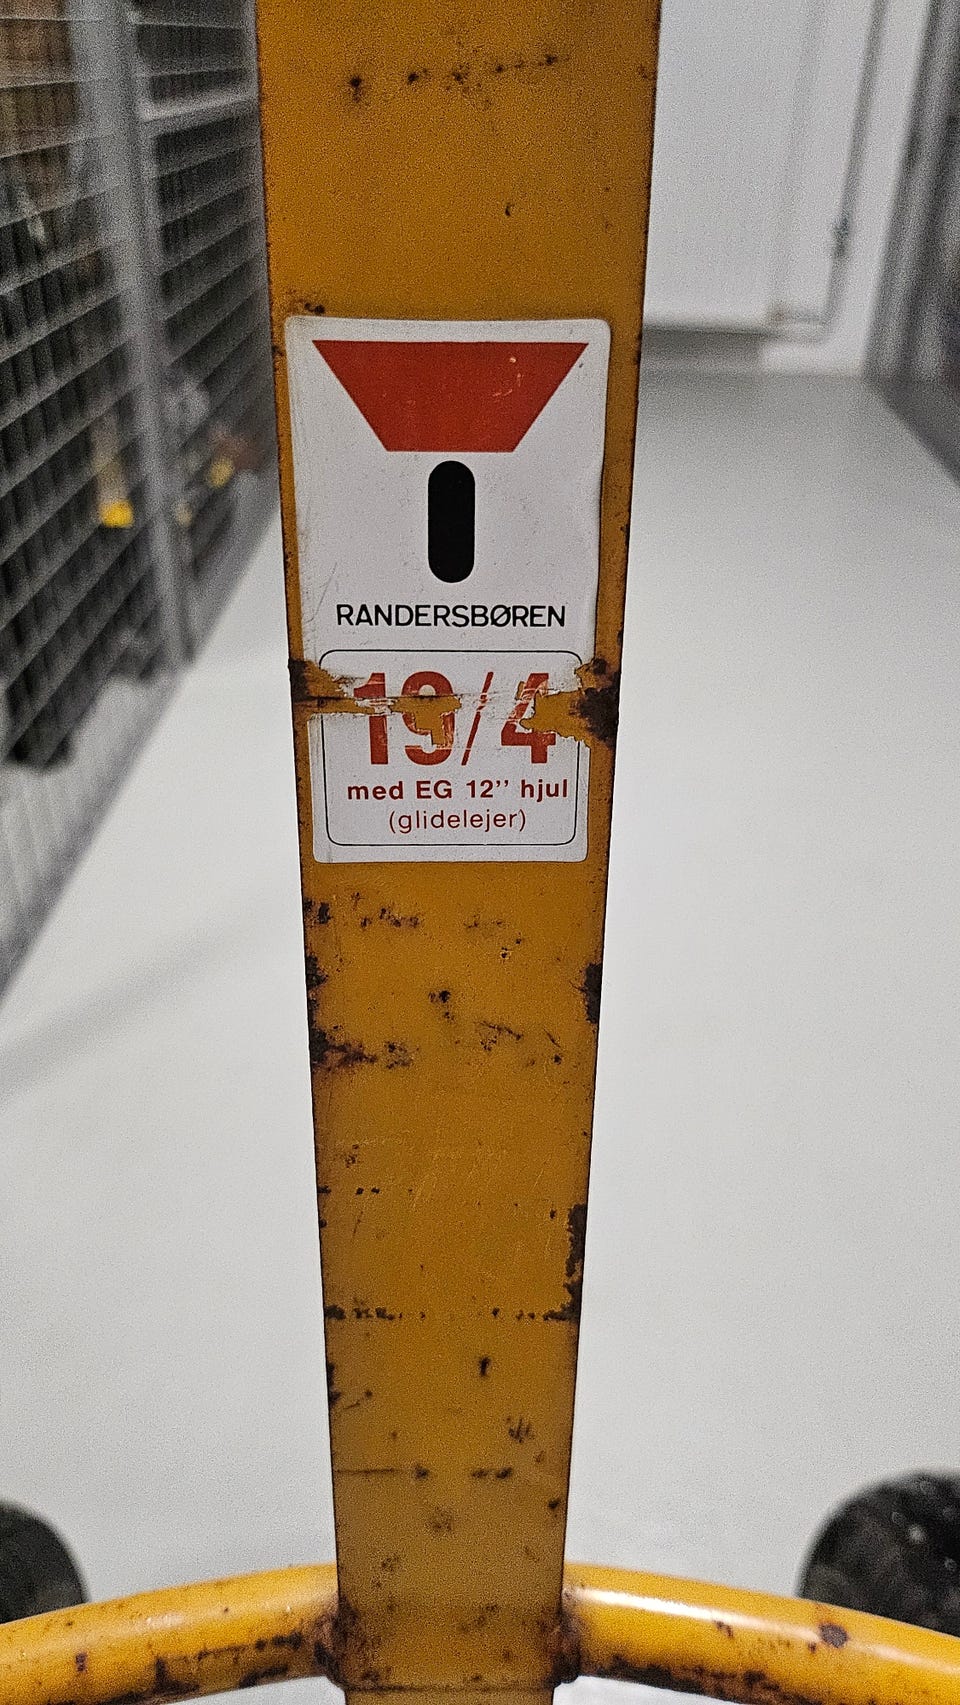 RANDERSBØREN
19/4
med EG 12’’ hjul
(glidelejer)